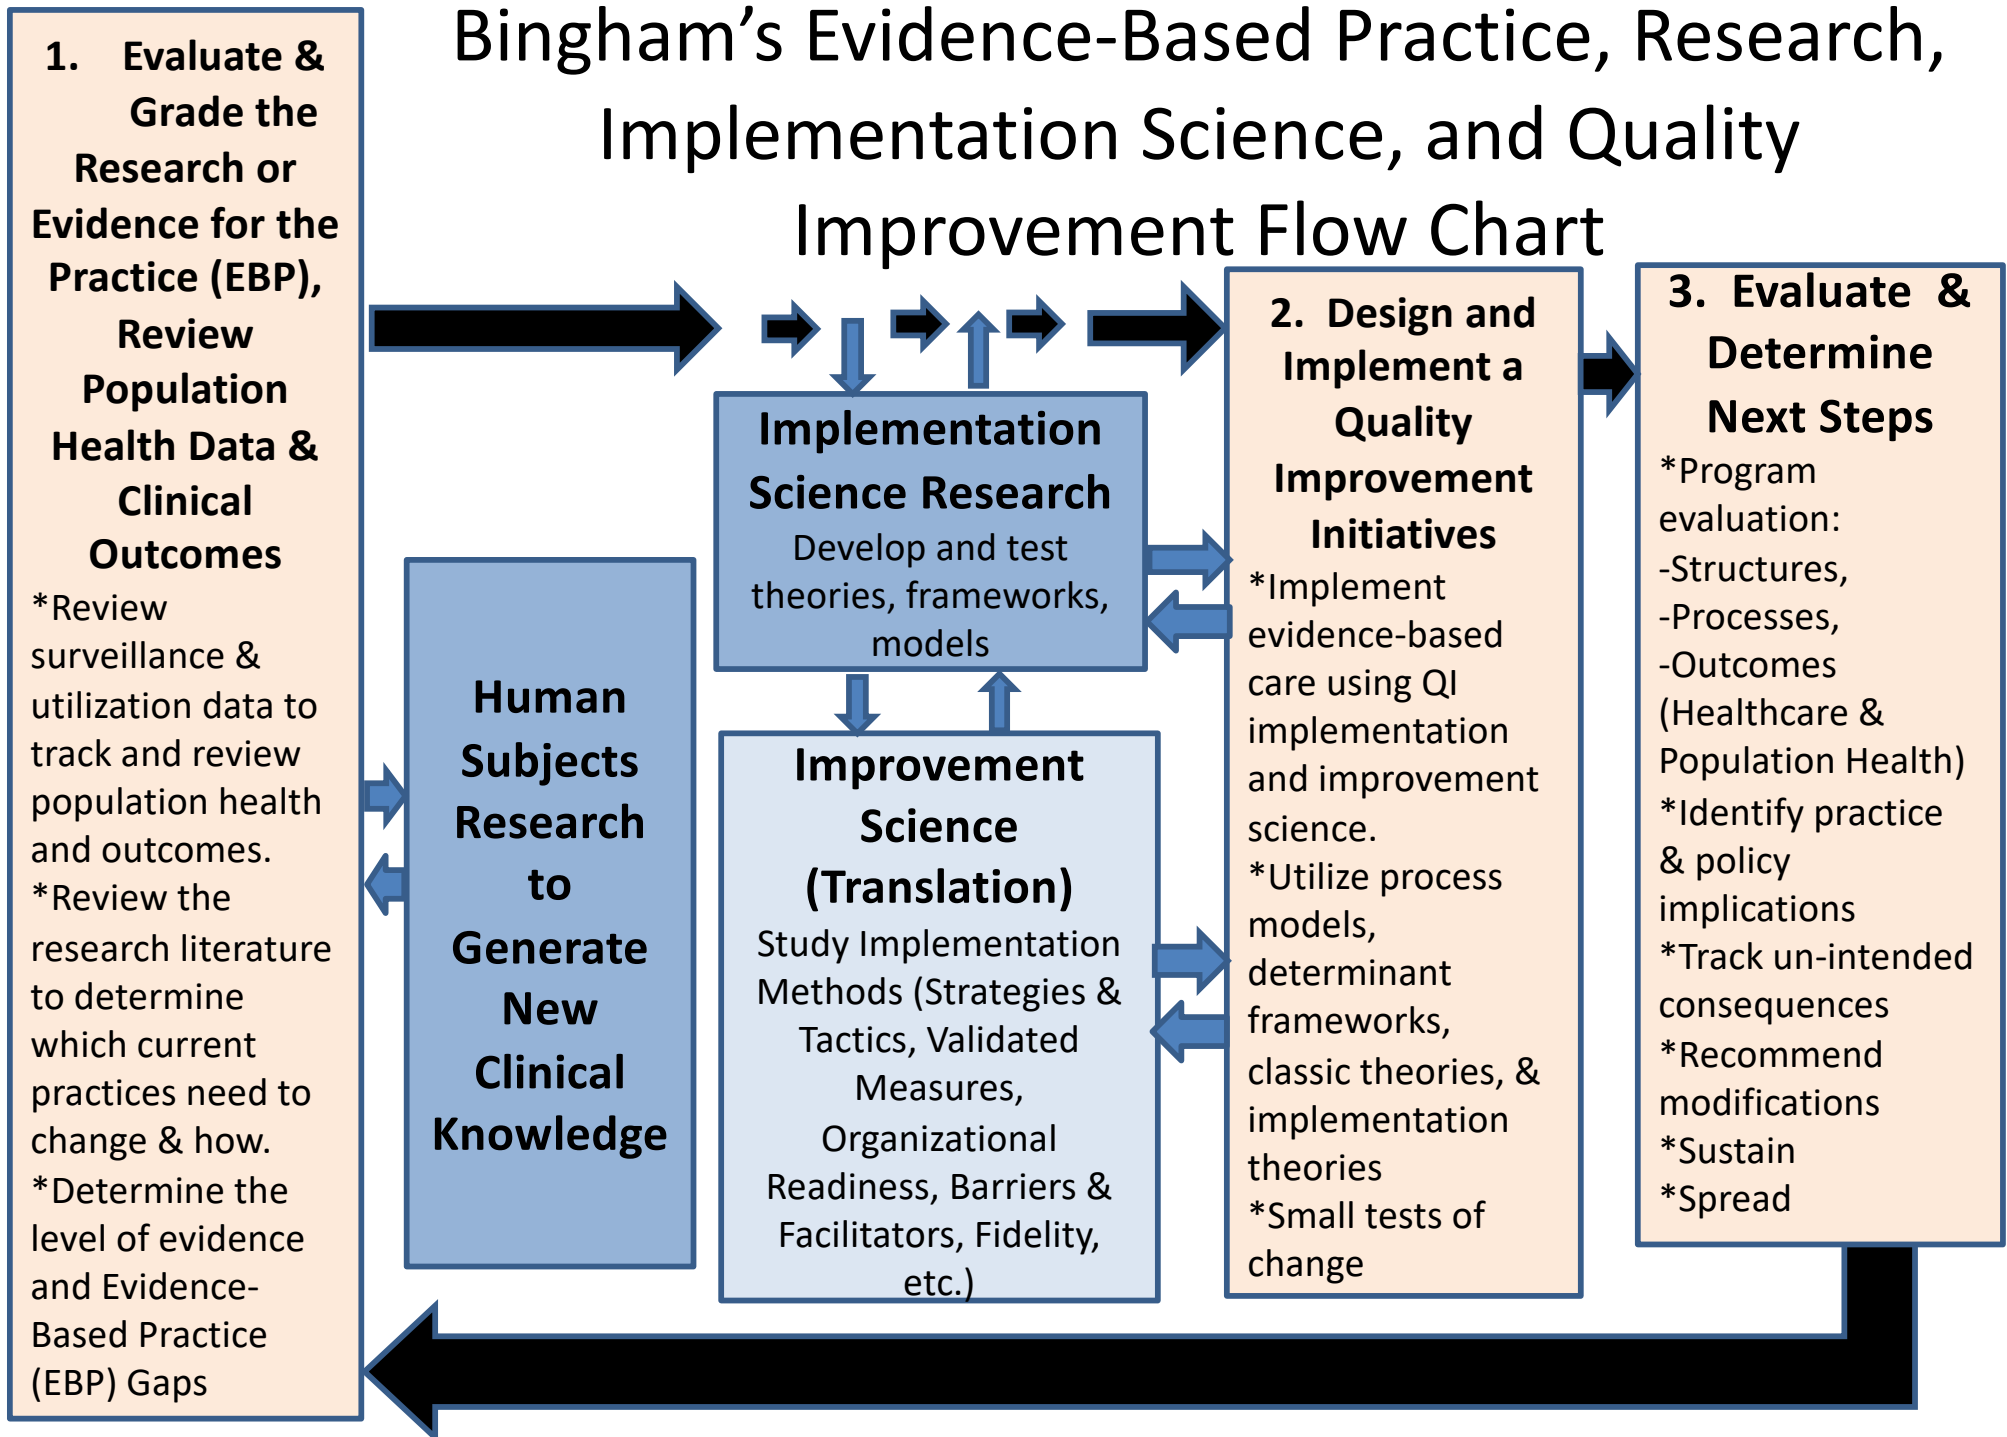 Bingham's Evidence-Based Practice, Research,
Implementation Science, and Quality
Improvement Flow Chart
1. Evaluate &
Grade the
Research or
Evidence for the
Practice (EBP),
Review
Population
Health Data &
Clinical
Outcomes
*Review
surveillance &
utilization data to
track and review
population health
and outcomes.
*Review the
research literature
to determine
which current
practices need to
change & how.
*Determine the
level of evidence
and Evidence-
Based Practice
(EBP) Gaps
Human
Subjects
Research
to
Generate
New
Clinical
Knowledge
Implementation
Science Research
Develop and test
theories, frameworks,
models
Improvement
Science
(Translation)
Study Implementation
Methods (Strategies &
Tactics, Validated
Measures,
Organizational
Readiness, Barriers &
Facilitators, Fidelity,
etc.)
2. Design and
Implement a
Quality
Improvement
Initiatives
*Implement
evidence-based
care using QI
implementation
and improvement
science.
*Utilize process
models,
determinant
frameworks,
classic theories, &
implementation
theories
*Small tests of
change
3. Evaluate &
Determine
Next Steps
*Program
evaluation:
-Structures,
-Processes,
-Outcomes
(Healthcare &
Population Health)
*Identify practice
& policy
implications
*Track un-intended
consequences
*Recommend
modifications
*Sustain
*Spread